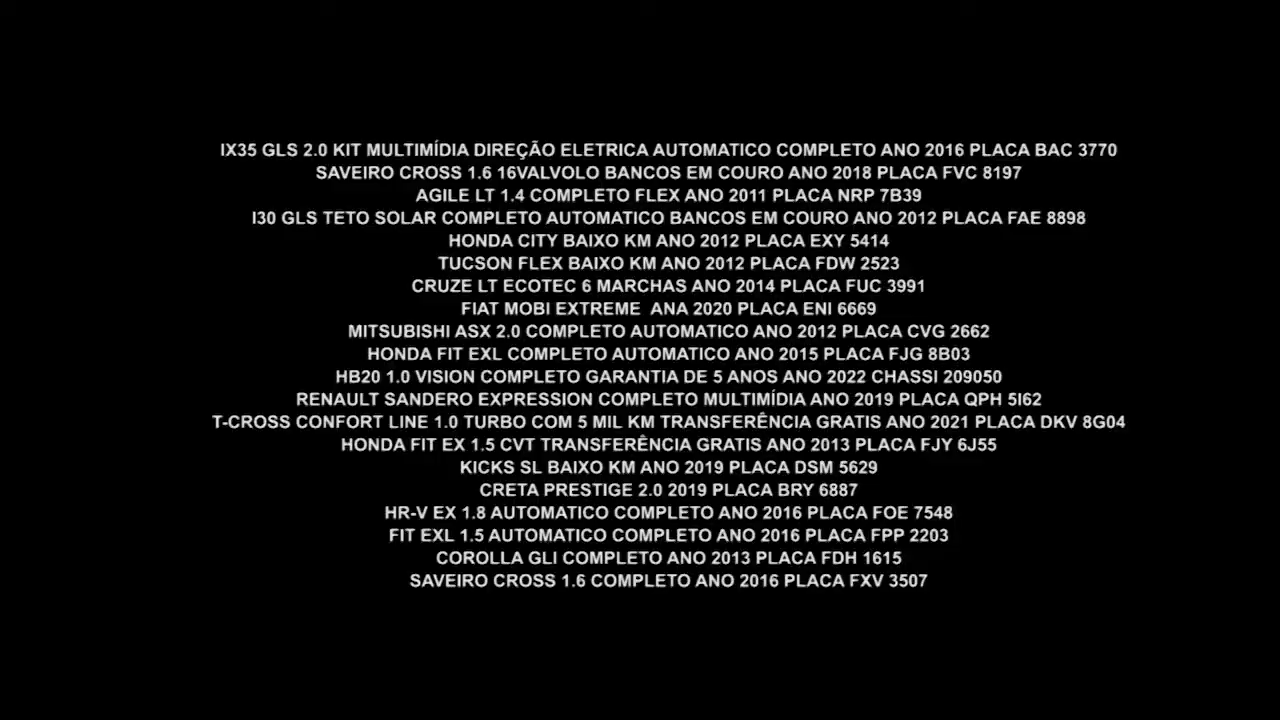 IX35 GLS 2.0 KIT MULTIMÍDIA DIREÇÃO ELETRICA AUTOMATICO COMPLETO ANO 2016 PLACA BAC 3770
SAVEIRO CROSS 1.6 16VALVOLO BANCOS EM COURO ANO 2018 PLACA FVC 8197
AGILE LT 1.4 COMPLETO FLEX ANO 2011 PLACA NRP 7B39
I30 GLS TETO SOLAR COMPLETO AUTOMATICO BANCOS EM COURO ANO 2012 PLACA FAE 8898
HONDA CITY BAIXO KM ANO 2012 PLACA EXY 5414
TUCSON FLEX BAIXO KM ANO 2012 PLACA FDW 2523
CRUZE LT ECOTEC 6 MARCHAS ANO 2014 PLACA FUC 3991
FIAT MOBI EXTREME  ANA 2020 PLACA ENI 6669
MITSUBISHI ASX 2.0 COMPLETO AUTOMATICO ANO 2012 PLACA CVG 2662
HONDA FIT EXL COMPLETO AUTOMATICO ANO 2015 PLACA FJG 8B03
HB20 1.0 VISION COMPLETO GARANTIA DE 5 ANOS ANO 2022 CHASSI 209050
RENAULT SANDERO EXPRESSION COMPLETO MULTIMÍDIA ANO 2019 PLACA QPH 5I62
T-CROSS CONFORT LINE 1.0 TURBO COM 5 MIL KM TRANSFERÊNCIA GRATIS ANO 2021 PLACA DKV 8G04
HONDA FIT EX 1.5 CVT TRANSFERÊNCIA GRATIS ANO 2013 PLACA FJY 6J55
KICKS SL BAIXO KM ANO 2019 PLACA DSM 5629
CRETA PRESTIGE 2.0 2019 PLACA BRY 6887
HR-V EX 1.8 AUTOMATICO COMPLETO ANO 2016 PLACA FOE 7548
FIT EXL 1.5 AUTOMATICO COMPLETO ANO 2016 PLACA FPP 2203
COROLLA GLI COMPLETO ANO 2013 PLACA FDH 1615
SAVEIRO CROSS 1.6 COMPLETO ANO 2016 PLACA FXV 3507